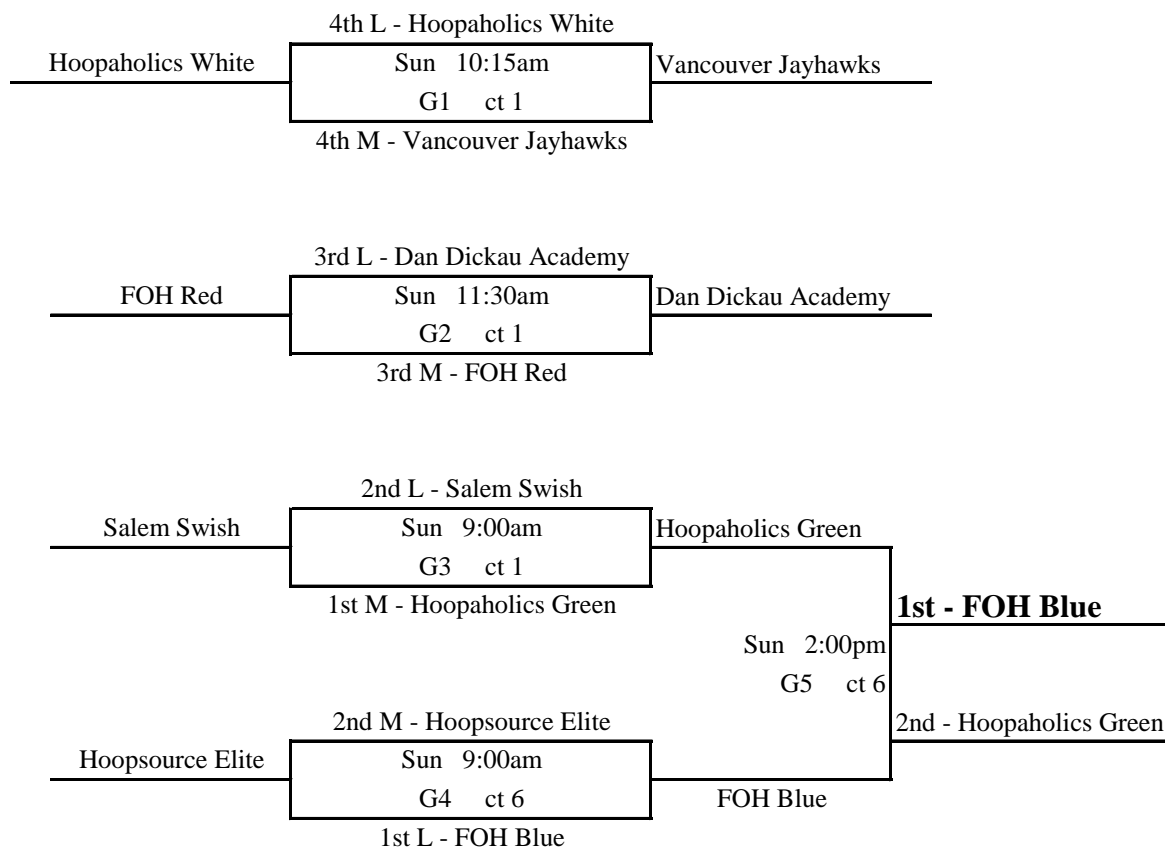 4th L - Hoopaholics White
Hoopaholics White
Sun 10:15am
Vancouver Jayhawks
G1 ct 1
4th M - Vancouver Jayhawks
3rd L - Dan Dickau Academy
FOH Red
Sun 11:30am
Dan Dickau Academy
G2 ct 1
3rd M - FOH Red
2nd L - Salem Swish
Salem Swish
Sun 9:00am
Hoopaholics Green
G3 ct 1
1st M - Hoopaholics Green
1st - FOH Blue
Sun 2:00pm
G5 ct 6
2nd M - Hoopsource Elite
2nd - Hoopaholics Green
Hoopsource Elite
Sun 9:00am
G4 ct 6
FOH Blue
1st L - FOH Blue